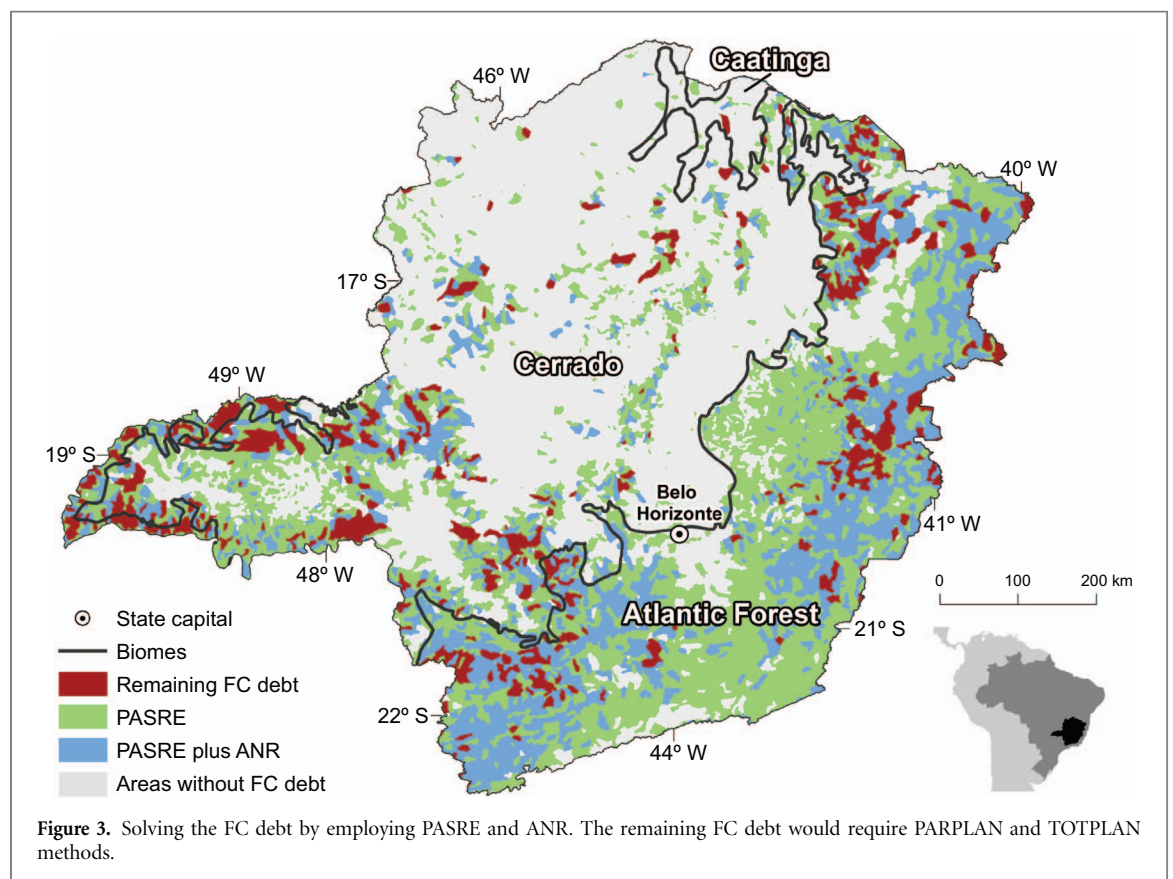 Caatinga
46º W
40º W
17º S
Cerrado
49º W
19º S
Belo
Horizonte
41º W
48º W
0 100 200 km
State capital
Atlantic Forest
21º S
Biomes
Remaining FC debt
PASRE
22º S
44º W
PASRE plus ANR
Areas without FC debt
Figure 3. Solving the FC debt by employing PASRE and ANR. The remaining FC debt would require PARPLAN and TOTPLAN
methods.